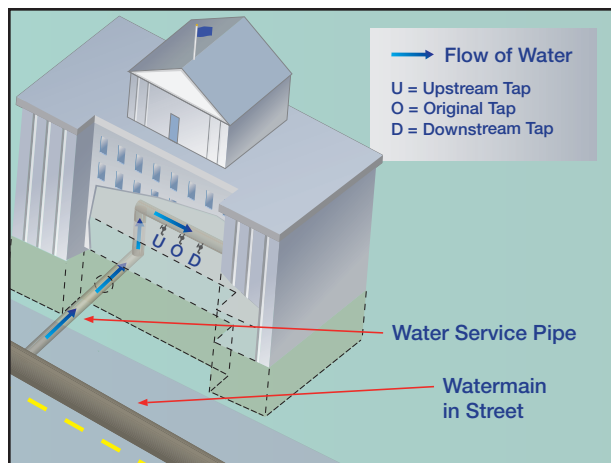 Flow of Water
U = Upstream Tap
O = Original Tap
D = Downstream Tap
U O D
Water Service Pipe
Watermain
in Street